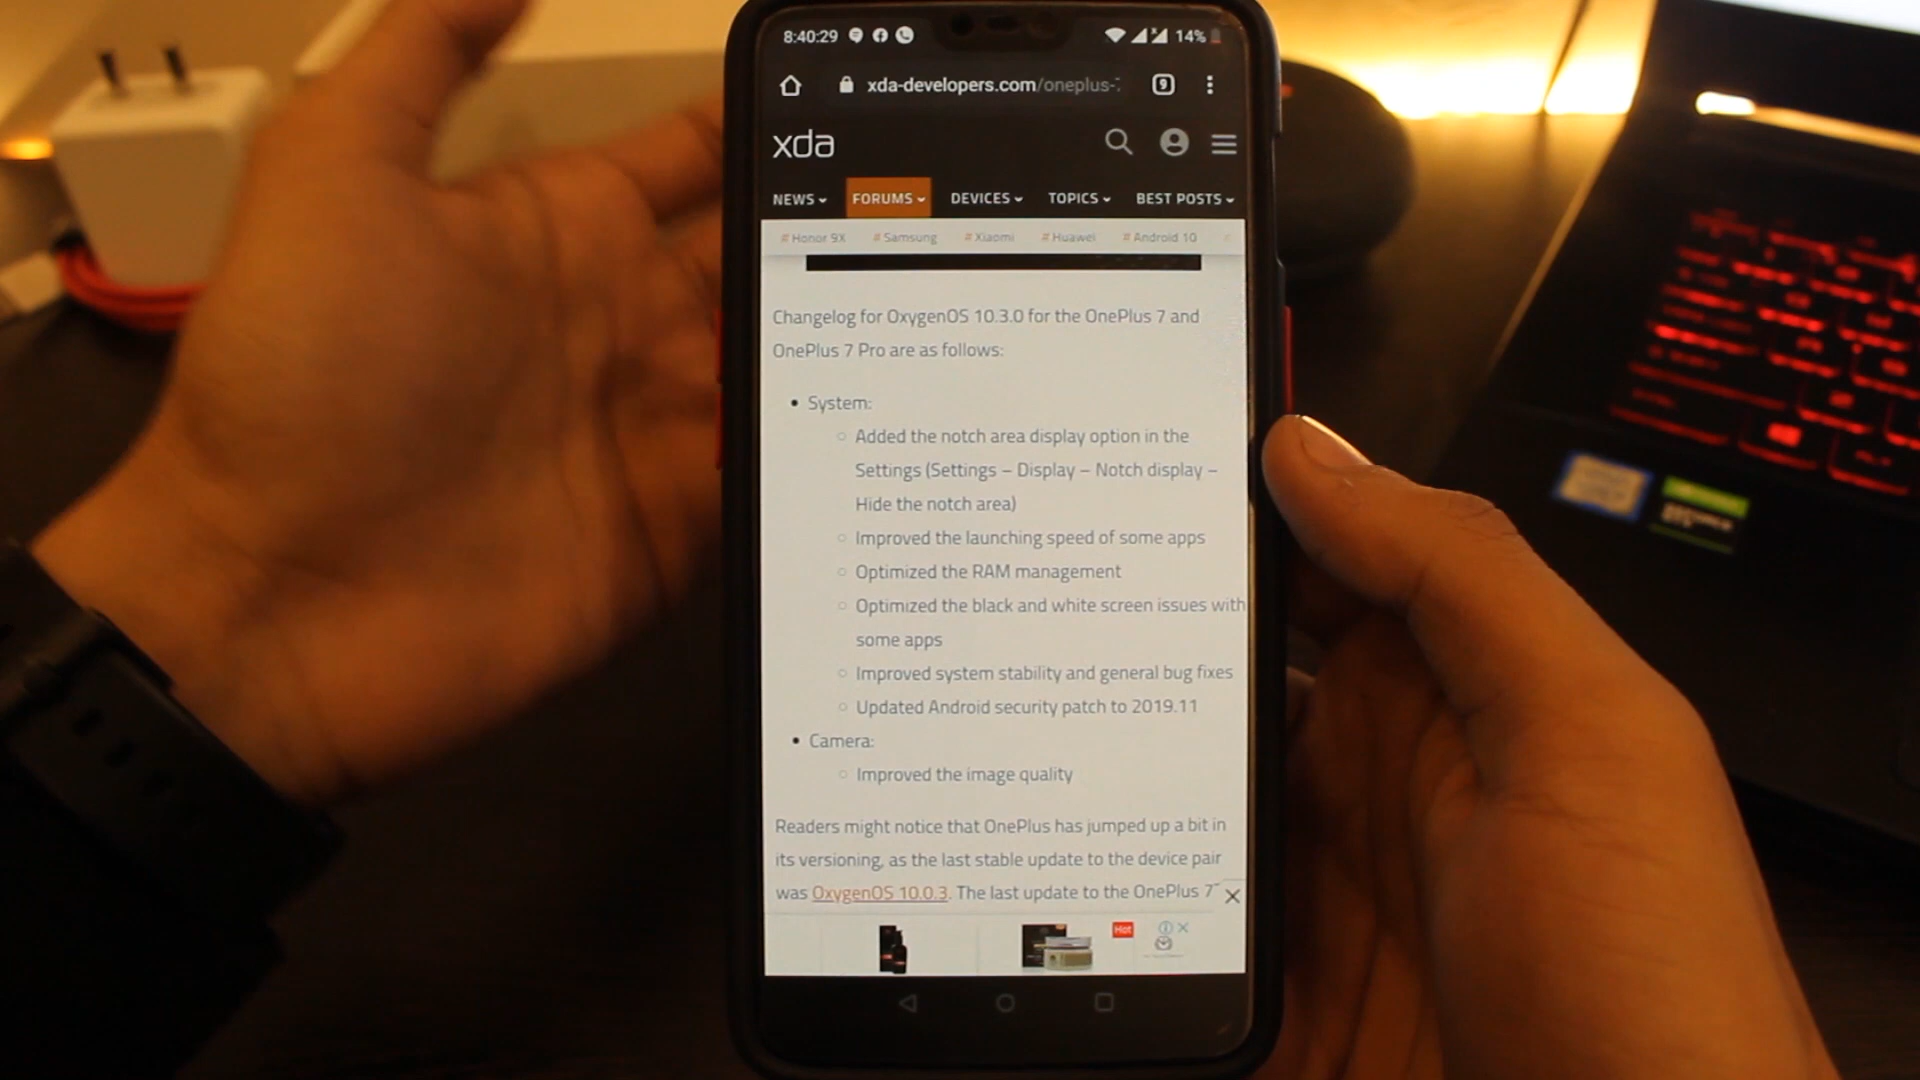 8:40:29 14%
xda-developers.com/oneplus- 9
xda
NEWS FORUMS DEVICES TOPICS BEST POSTS
# Honor 9X # Samsung # Xiaomi # Huawei # Android 10 #
Changelog for OxygenOS 10.3.0 for the OnePlus 7 and
OnePlus 7 Pro are as follows:
• System:
○ Added the notch area display option in the
Settings (Settings – Display – Notch display –
Hide the notch area)
○ Improved the launching speed of some apps
○ Optimized the RAM management
○ Optimized the black and white screen issues with
some apps
○ Improved system stability and general bug fixes
○ Updated Android security patch to 2019.11
• Camera:
○ Improved the image quality
Readers might notice that OnePlus has jumped up a bit in
its versioning, as the last stable update to the device pair
was OxygenOS 10.0.3. The last update to the OnePlus 7
Hot